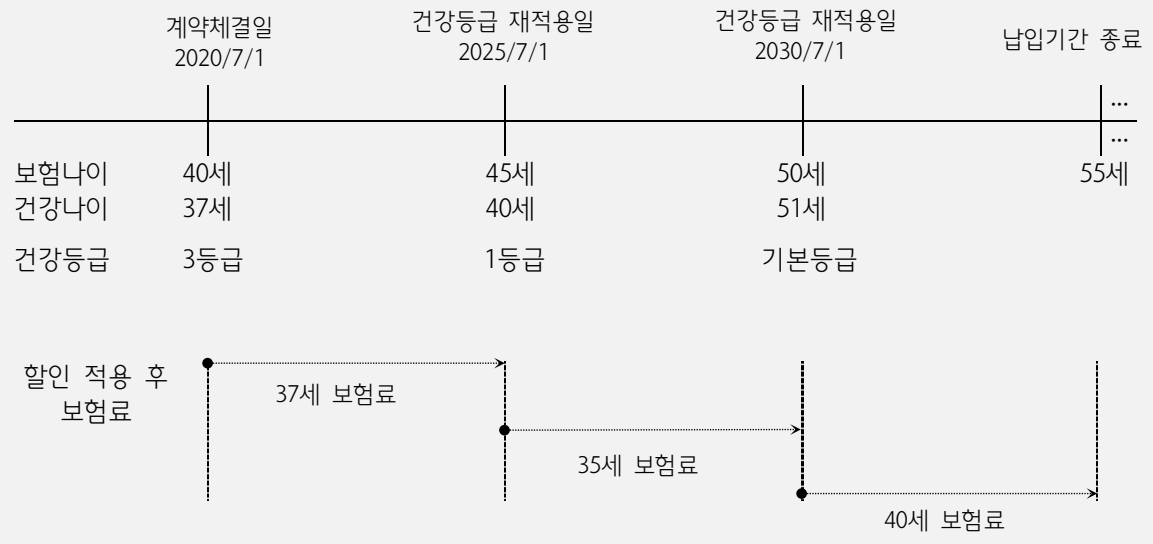 계약체결일 건강등급 재적용일 건강등급 재적용일 납입기간 종료
2020/7/1 2025/7/1 2030/7/1
...
...
보험나이 40세 45세 50세 55세
건강나이 37세 40세 51세
건강등급 3등급 1등급 기본등급
할인 적용 후
보험료
37세 보험료
35세 보험료
40세 보험료